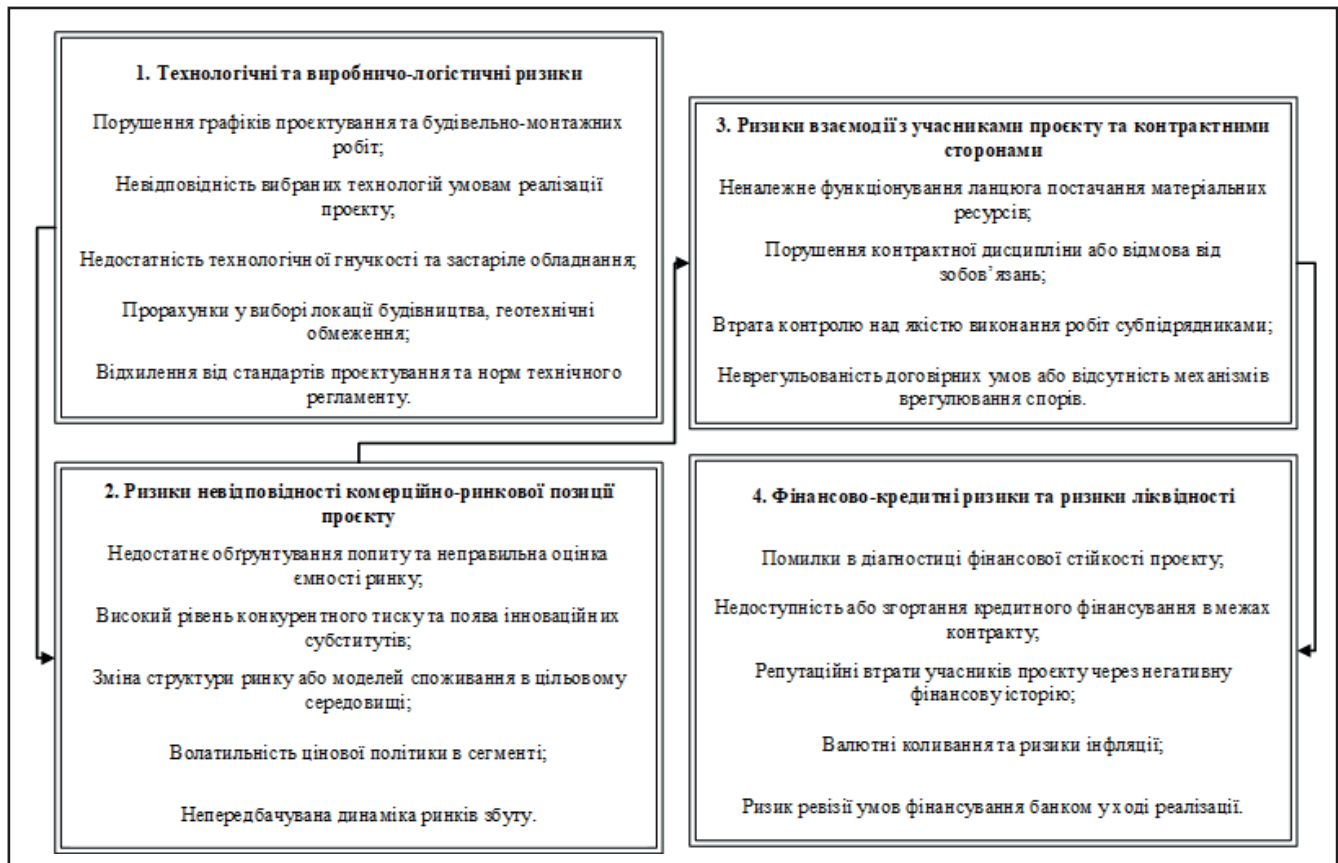 1. Технологічні та виробничо-логістичні ризики
Порушення графіків проєктування та будівельно-монтажних
робіт;
Невідповідність вибраних технологій умовам реалізації
проєкту;
Недостатність технологічної гнучкості та застаріле обладнання;
Прорахунки у виборі локації будівництва, геотехнічні
обмеження;
Відхилення від стандартів проєктування та норм технічного
регламенту.
2. Ризики невідповідності комерційно-ринкової позиції
проєкту
Недостатнє обґрунтування попиту та неправильна оцінка
ємності ринку;
Високий рівень конкурентного тиску та поява інноваційних
субститутів;
Зміна структури ринку або моделей споживання в цільовому
середовищі;
Волатильність цінової політики в сегменті;
Непередбачувана динаміка ринків збуту.
3. Ризики взаємодії з учасниками проєкту та контрактними
сторонами
Неналежне функціонування ланцюга постачання матеріальних
ресурсів;
Порушення контрактної дисципліни або відмова від
зобов’язань;
Втрата контролю над якістю виконання робіт субпідрядниками;
Неврегульованість договірних умов або відсутність механізмів
врегулювання спорів.
4. Фінансово-кредитні ризики та ризики ліквідності
Помилки в діагностиці фінансової стійкості проєкту;
Недоступність або згортання кредитного фінансування в межах
контракту;
Репутаційні втрати учасників проєкту через негативну
фінансову історію;
Валютні коливання та ризики інфляції;
Ризик ревізії умов фінансування банком у ході реалізації.